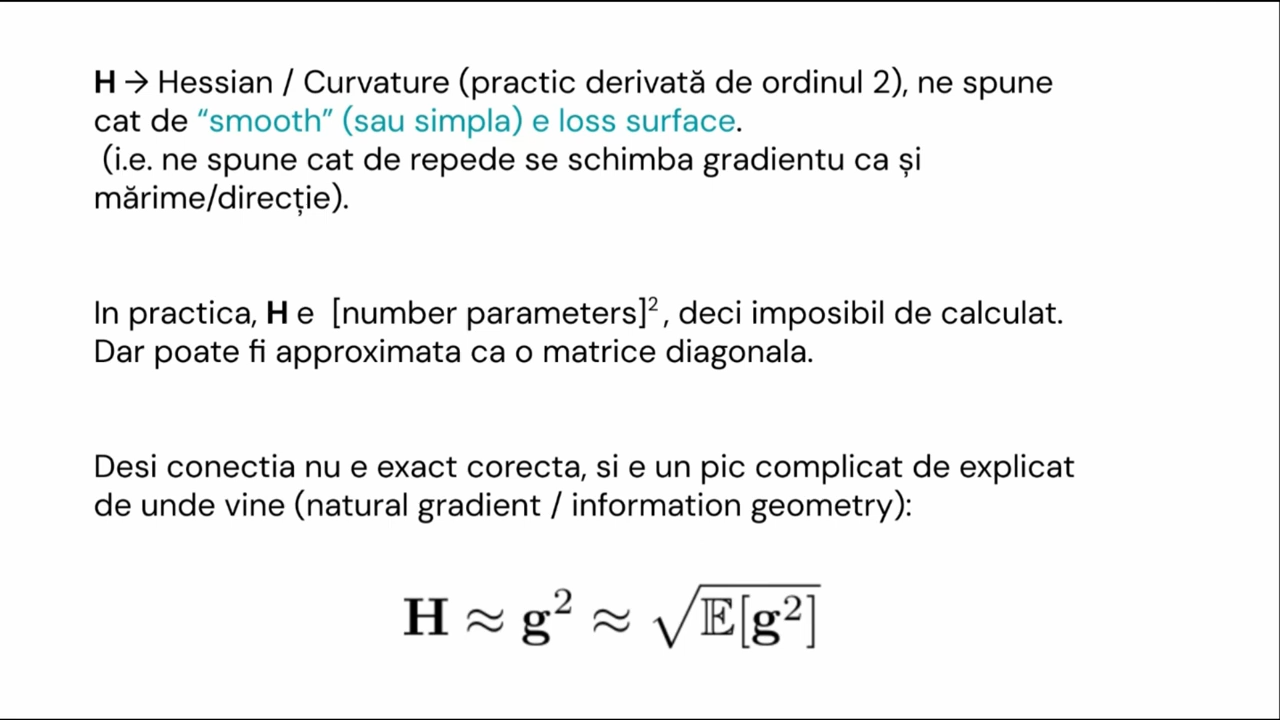 H → Hessian / Curvature (practic derivată de ordinul 2), ne spune
cat de “smooth” (sau simpla) e loss surface.
(i.e. ne spune cat de repede se schimba gradientu ca și
mărime/direcție).
In practica, H e [number parameters]², deci imposibil de calculat.
Dar poate fi approximata ca o matrice diagonala.
Desi conectia nu e exact corecta, si e un pic complicat de explicat
de unde vine (natural gradient / information geometry):
H ≈ g² ≈ √𝔼[g²]